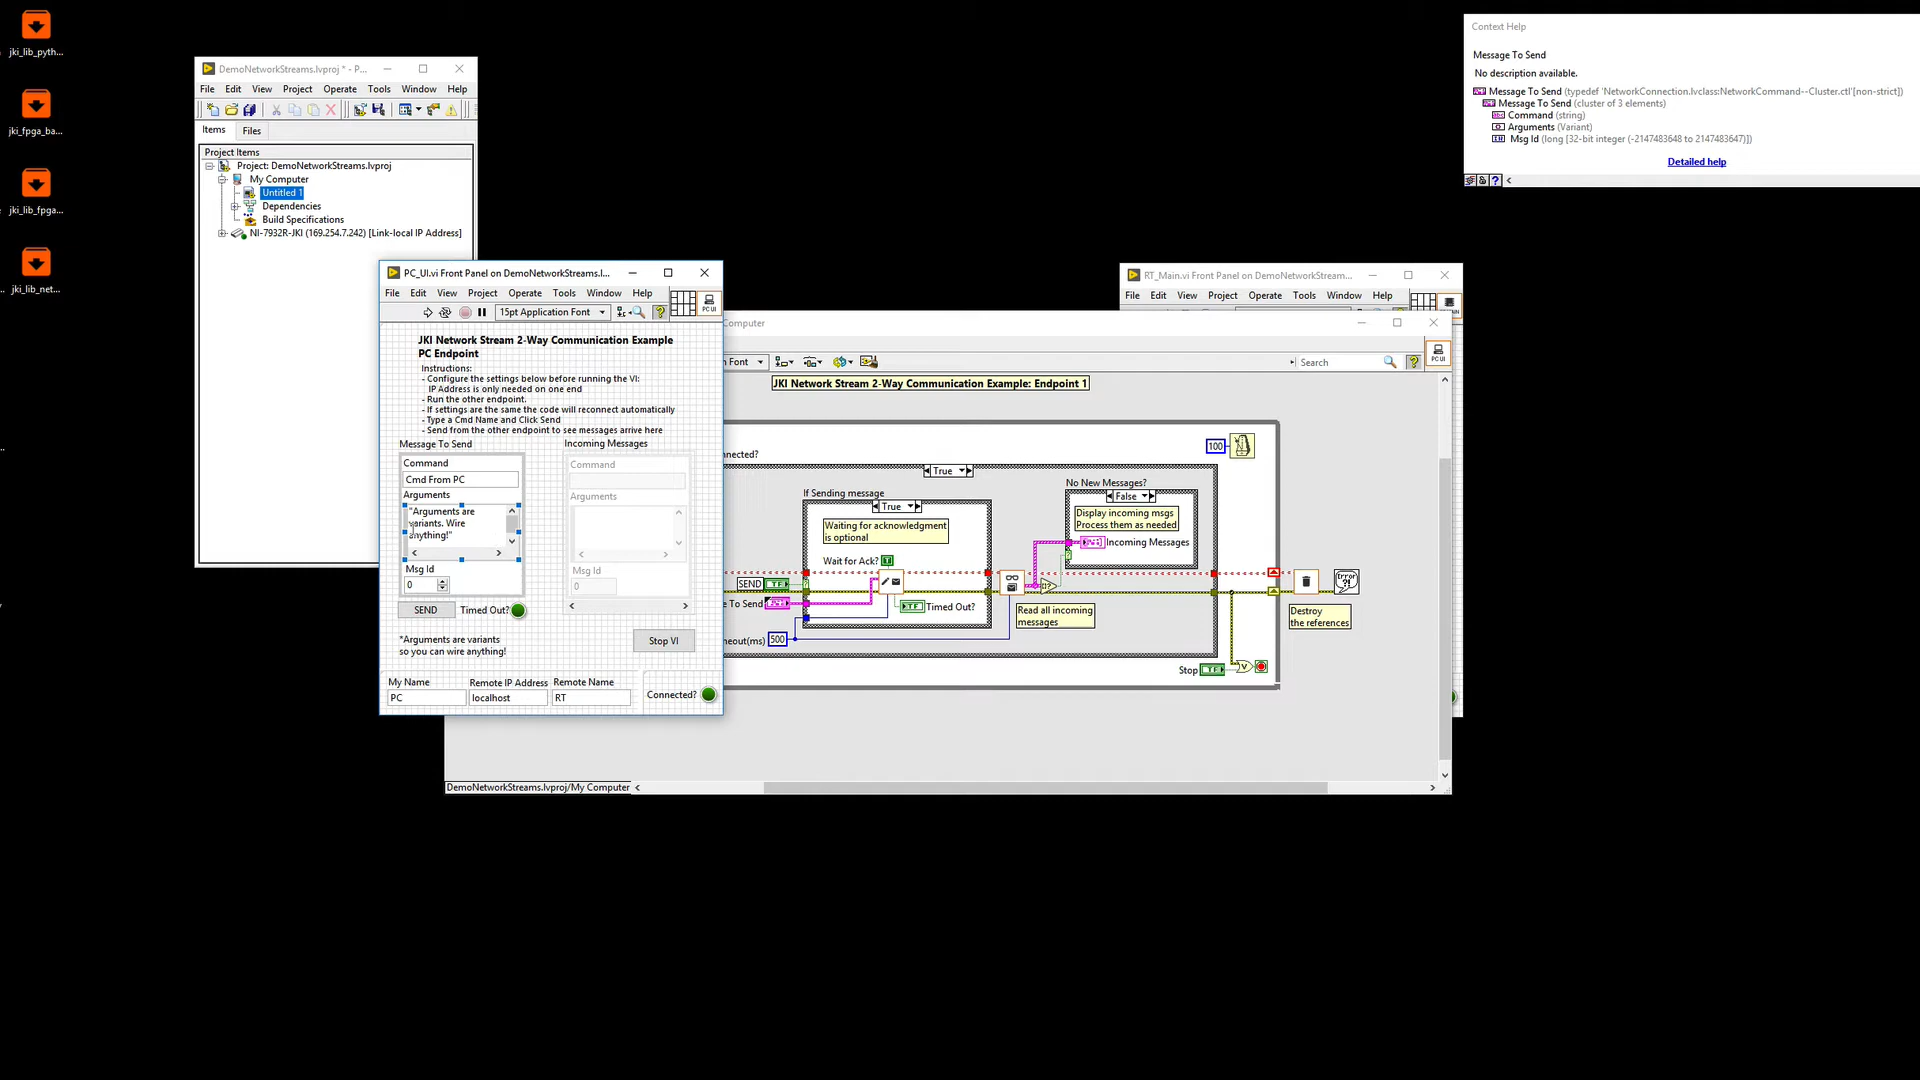 jki_lib_pyth...
jki_fpga_ba...
jki_lib_fpga...
jki_lib_net...
DemoNetworkStreams.lvproj * - P...
File Edit View Project Operate Tools Window Help
Items Files
Project Items
Project: DemoNetworkStreams.lvproj
My Computer
Untitled 1
Dependencies
Build Specifications
NI-7932R-JKI (169.254.7.242) [Link-local IP Address]
Context Help
Message To Send
No description available.
Message To Send (typedef 'NetworkConnection.lvclass:NetworkCommand--Cluster.ctl'[non-strict])
Message To Send (cluster of 3 elements)
Command (string)
Arguments (Variant)
Msg Id (long [32-bit integer (-2147483648 to 2147483647)])
Detailed help
PC_UI.vi Front Panel on DemoNetworkStreams.l...
File Edit View Project Operate Tools Window Help
15pt Application Font
PC UI
JKI Network Stream 2-Way Communication Example
PC Endpoint
Instructions:
- Configure the settings below before running the VI:
IP Address is only needed on one end
- Run the other endpoint.
- If settings are the same the code will reconnect automatically
- Type a Cmd Name and Click Send
- Send from the other endpoint to see messages arrive here
Message To Send
Command
Cmd From PC
Arguments
"Arguments are
variants. Wire
anything!"
Msg Id
0
SEND
Timed Out?
*Arguments are variants
so you can wire anything!
Incoming Messages
Command
Arguments
Msg Id
0
Stop VI
My Name
PC
Remote IP Address
localhost
Remote Name
RT
Connected?
RT_Main.vi Front Panel on DemoNetworkStream...
File Edit View Project Operate Tools Window Help
Computer
Font
Search
PC UI
JKI Network Stream 2-Way Communication Example: Endpoint 1
100
nnected?
True
If Sending message
True
Waiting for acknowledgment
is optional
Wait for Ack?
T
SEND
TF
e To Send
TF Timed Out?
eout(ms) 500
No New Messages?
False
Display incoming msgs
Process them as needed
Incoming Messages
Read all incoming
messages
Stop
TF
Error
?!
Destroy
the references
DemoNetworkStreams.lvproj/My Computer